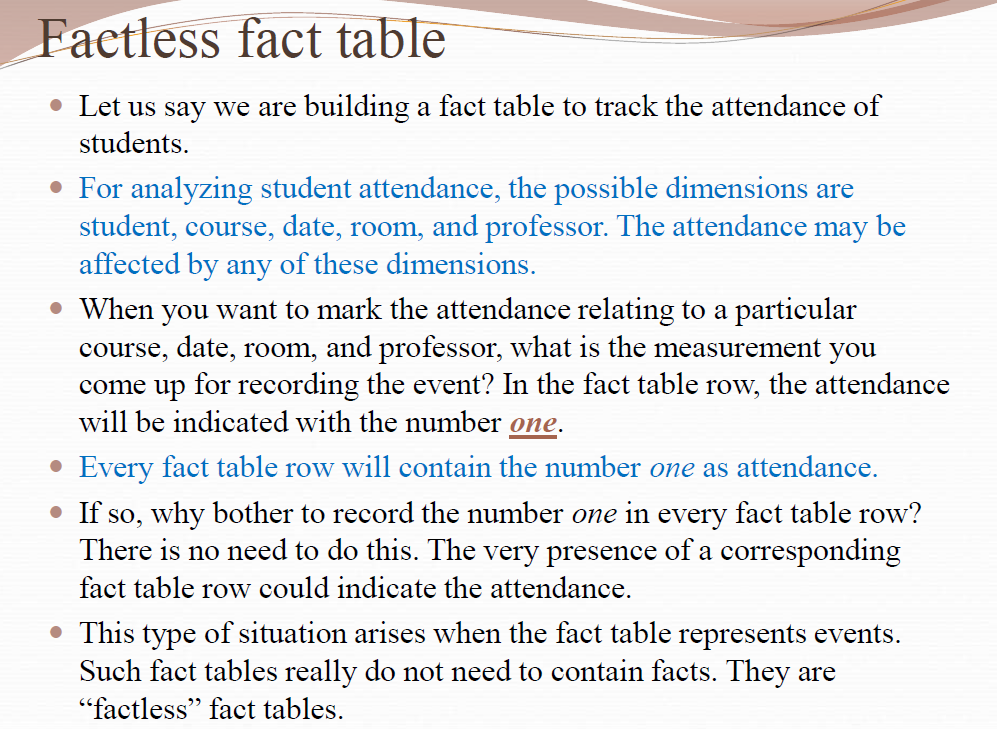 Factless fact table
• Let us say we are building a fact table to track the attendance of
students.
• For analyzing student attendance, the possible dimensions are
student, course, date, room, and professor. The attendance may be
affected by any of these dimensions.
• When you want to mark the attendance relating to a particular
course, date, room, and professor, what is the measurement you
come up for recording the event? In the fact table row, the attendance
will be indicated with the number one.
• Every fact table row will contain the number one as attendance.
• If so, why bother to record the number one in every fact table row?
There is no need to do this. The very presence of a corresponding
fact table row could indicate the attendance.
• This type of situation arises when the fact table represents events.
Such fact tables really do not need to contain facts. They are
“factless” fact tables.